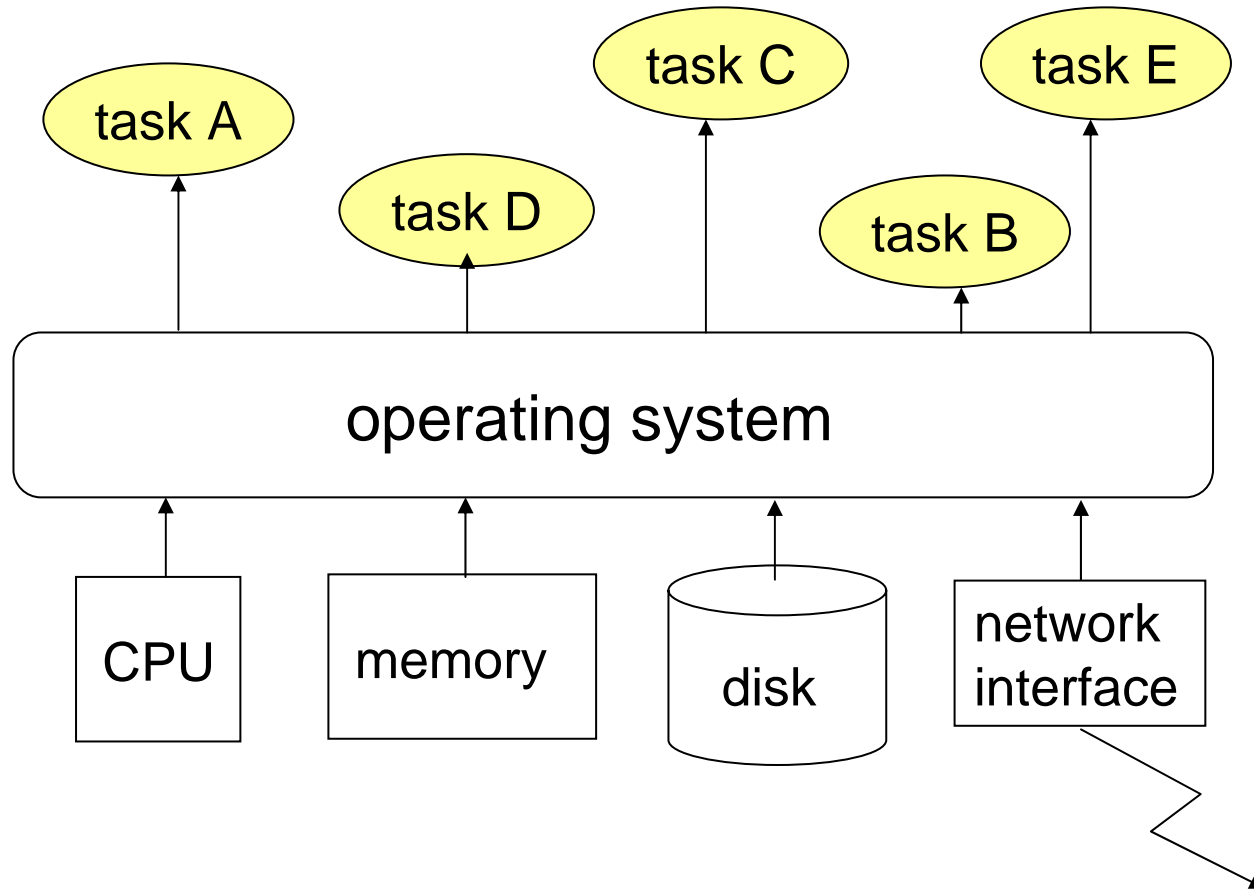 task C
task E
task A
task D
task B
operating system
CPU
memory
disk
network
interface